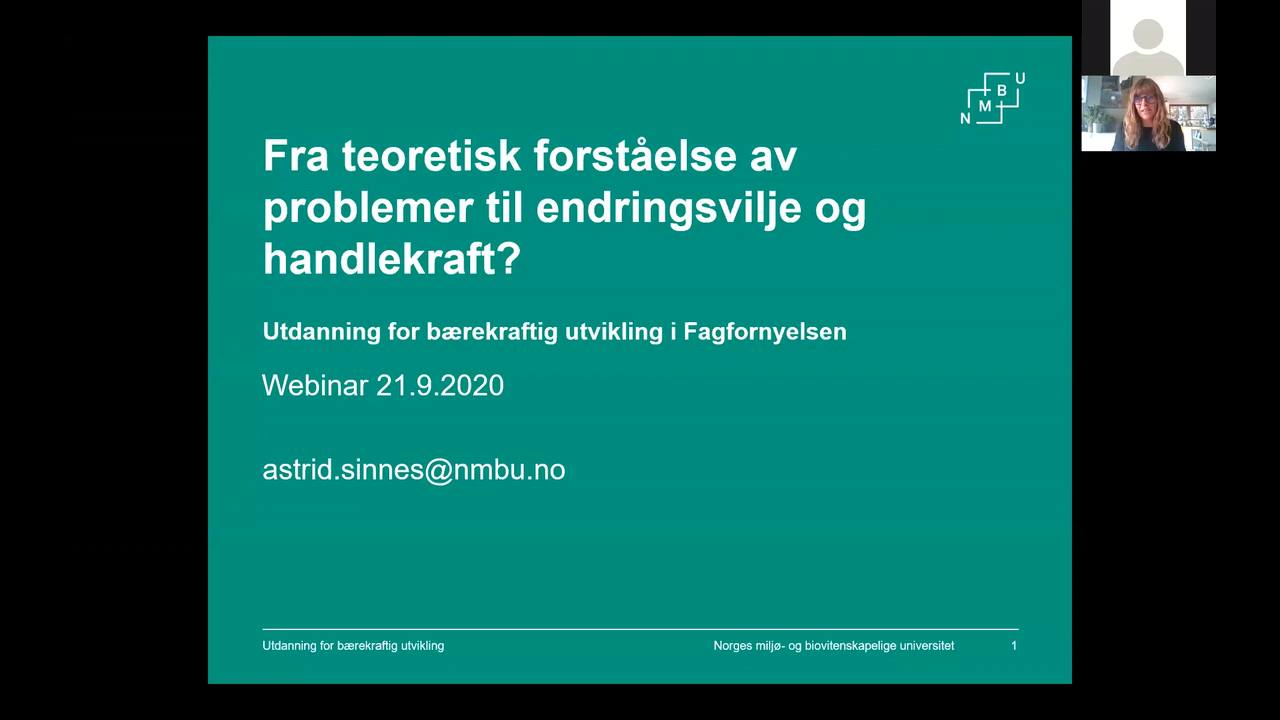 N M B U
Fra teoretisk forståelse av
problemer til endringsvilje og
handlekraft?
Utdanning for bærekraftig utvikling i Fagfornyelsen
Webinar 21.9.2020
astrid.sinnes@nmbu.no
Utdanning for bærekraftig utvikling
Norges miljø- og biovitenskapelige universitet
1